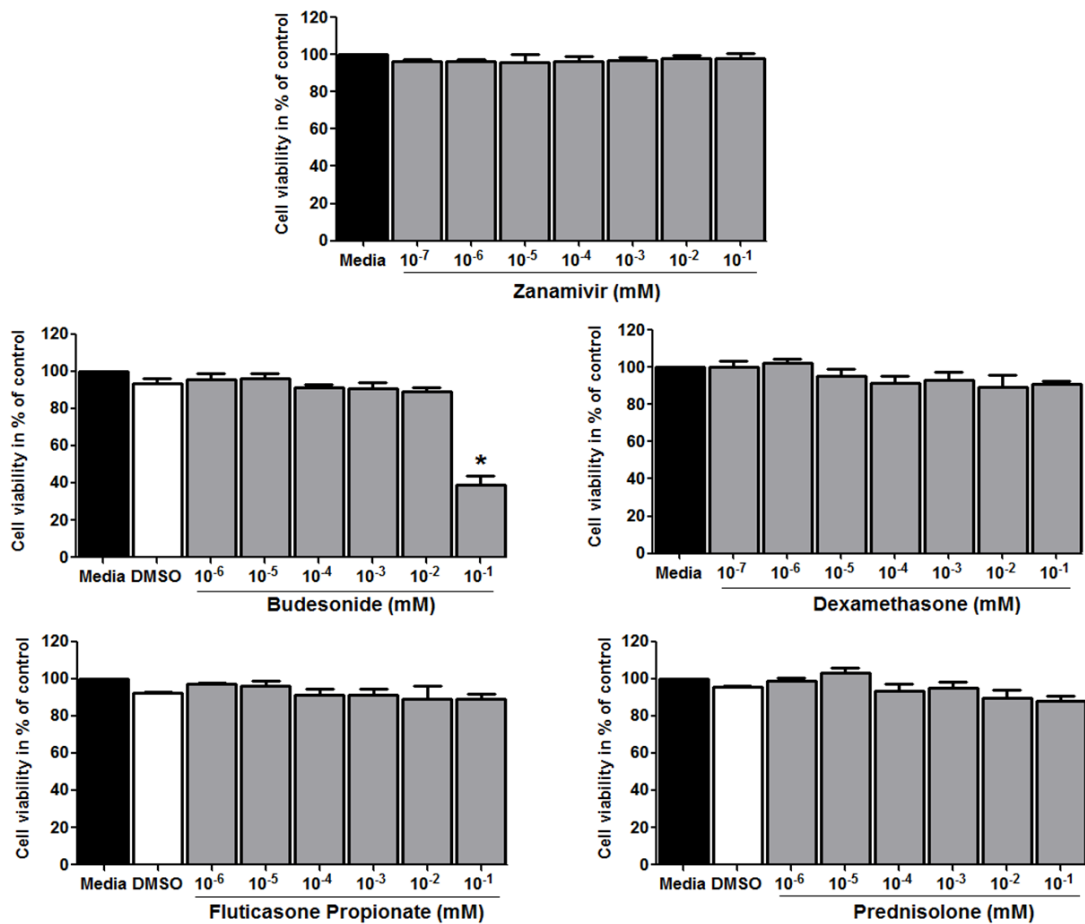 Cell viability in % of control
120
100
80
60
40
20
0
Media 10-7 10-6 10-5 10-4 10-3 10-2 10-1
Zanamivir (mM)
Cell viability in % of control
120
100
80
60
40
20
0
*
Media DMSO 10-6 10-5 10-4 10-3 10-2 10-1
Budesonide (mM)
Cell viability in % of control
120
100
80
60
40
20
0
Media 10-7 10-6 10-5 10-4 10-3 10-2 10-1
Dexamethasone (mM)
Cell viability in % of control
120
100
80
60
40
20
0
Media DMSO 10-6 10-5 10-4 10-3 10-2 10-1
Fluticasone Propionate (mM)
Cell viability in % of control
120
100
80
60
40
20
0
Media DMSO 10-6 10-5 10-4 10-3 10-2 10-1
Prednisolone (mM)